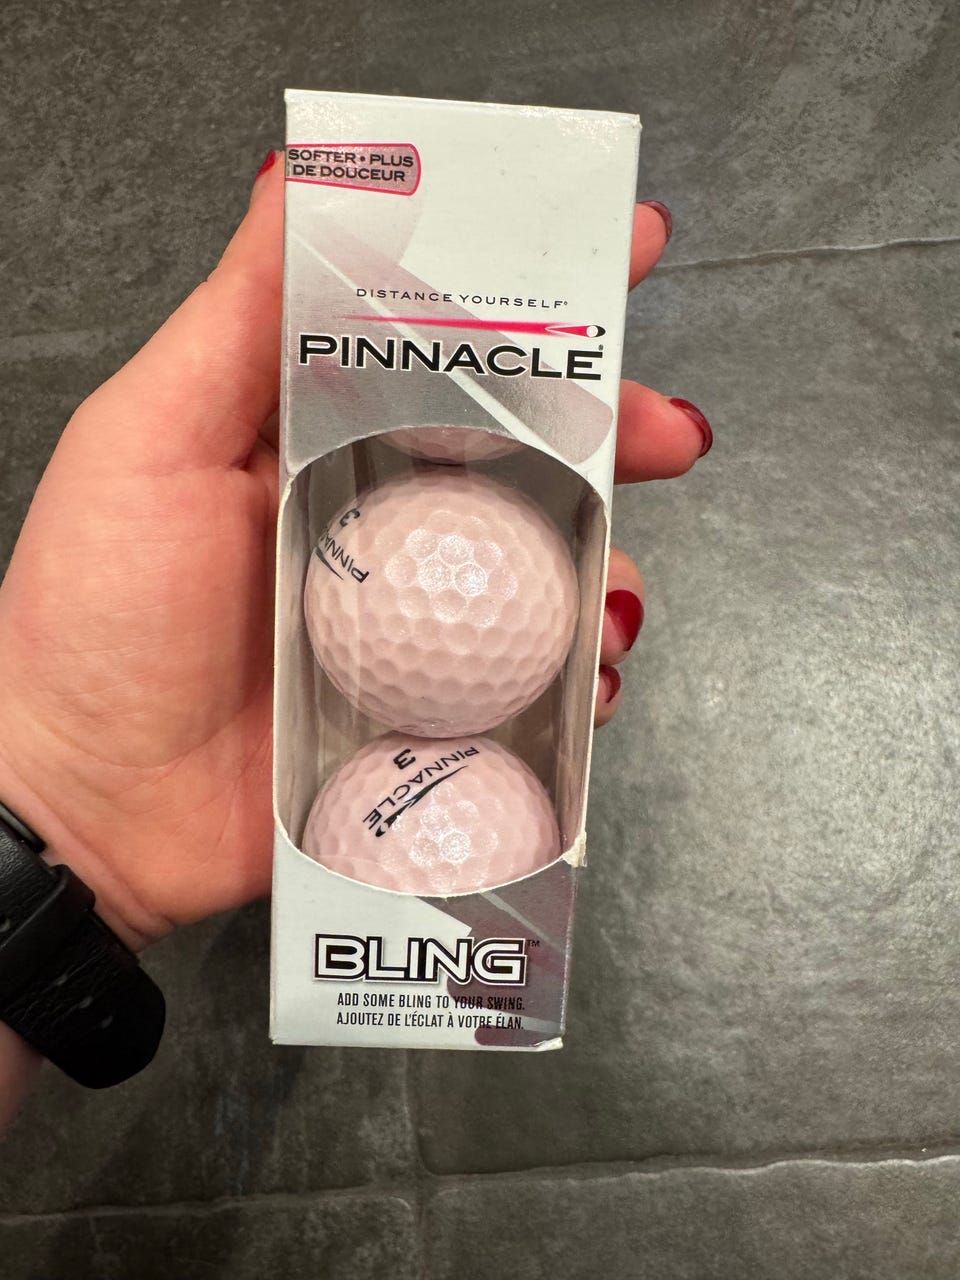 SOFTER • PLUS
DE DOUCEUR
DISTANCE YOURSELF®
PINNACLE®
3
PINNA
3
PINNACLE
BLING™
ADD SOME BLING TO YOUR SWING.
AJOUTEZ DE L'ÉCLAT À VOTRE ÉLAN.